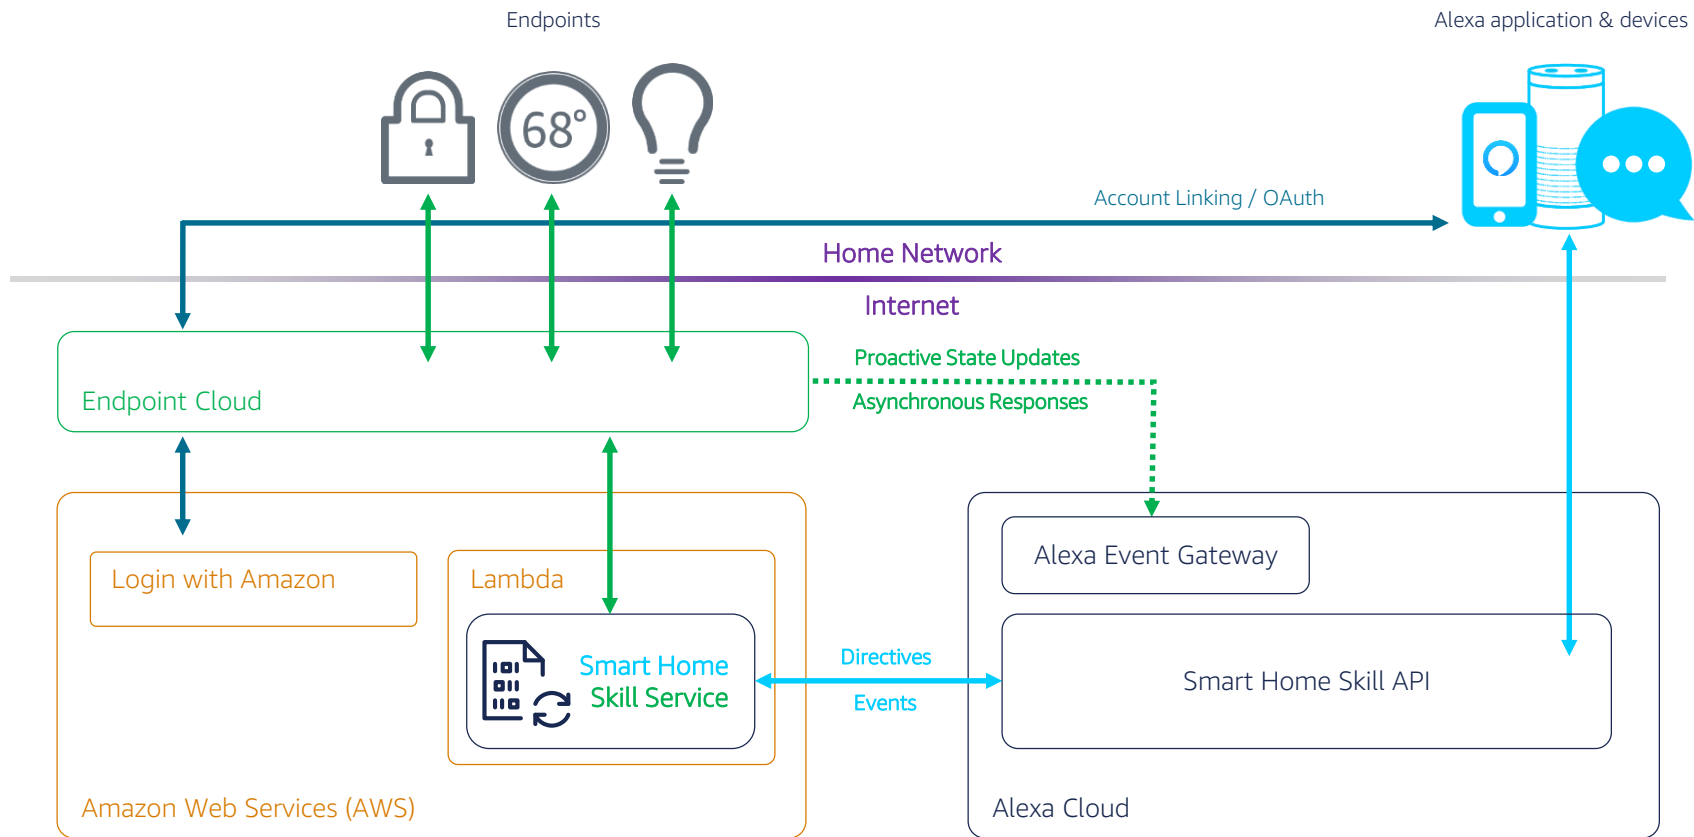 Endpoints
Alexa application & devices
68°
Account Linking / OAuth
Home Network
Internet
Proactive State Updates
Endpoint Cloud
Asynchronous Responses
Alexa Event Gateway
Login with Amazon
Lambda
Smart Home
Skill Service
Directives
Events
Smart Home Skill API
Amazon Web Services (AWS)
Alexa Cloud